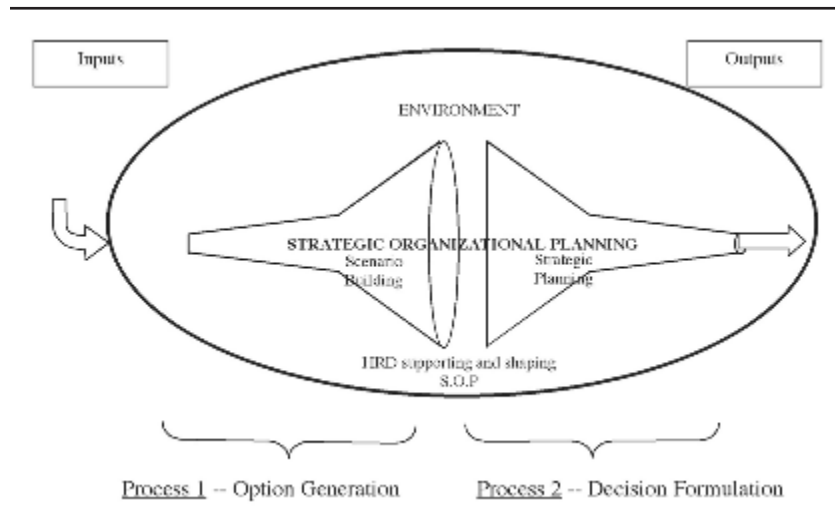 Inputs
Outputs
ENVIRONMENT
STRATEGIC ORGANIZATIONAL PLANNING
Scenario
Building
Strategic
Planning
HRD supporting and shaping
S.O.P
Process 1 -- Option Generation
Process 2 -- Decision Formulation